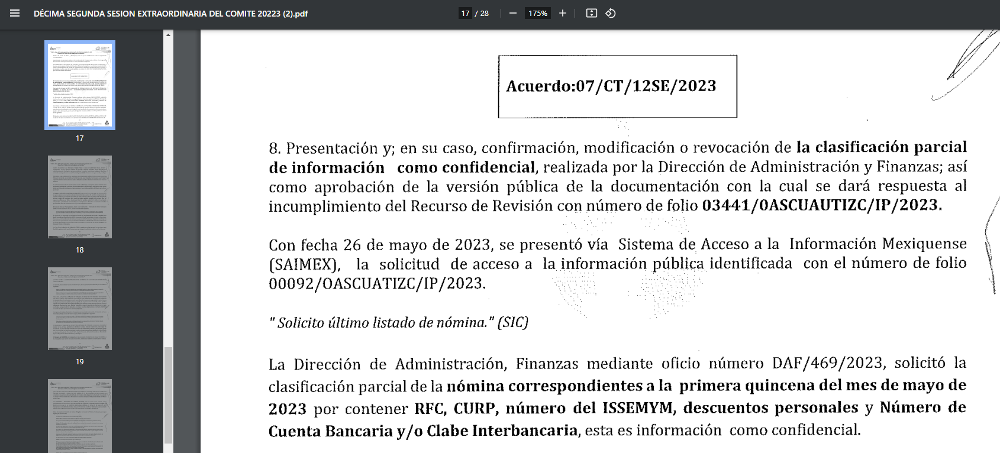 DÉCIMA SEGUNDA SESION EXTRAORDINARIA DEL COMITE 20223 (2).pdf
17 / 28
175%
17
18
19
Acuerdo:07/CT/12SE/2023
8. Presentación y; en su caso, confirmación, modificación o revocación de la clasificación parcial
de información como confidencial, realizada por la Dirección de Administración y Finanzas; así
como aprobación de la versión pública de la documentación con la cual se dará respuesta al
incumplimiento del Recurso de Revisión con número de folio 03441/0ASCUAUTIZC/IP/2023.
Con fecha 26 de mayo de 2023, se presentó vía Sistema de Acceso a la Información Mexiquense
(SAIMEX), la solicitud de acceso a la información pública identificada con el número de folio
00092/OASCUATIZC/IP/2023.
" Solicito último listado de nómina." (SIC)
La Dirección de Administración, Finanzas mediante oficio número DAF/469/2023, solicitó la
clasificación parcial de la nómina correspondientes a la primera quincena del mes de mayo de
2023 por contener RFC, CURP, número del ISSEMYM, descuentos personales y Número de
Cuenta Bancaria y/o Clabe Interbancaria, esta es información como confidencial.